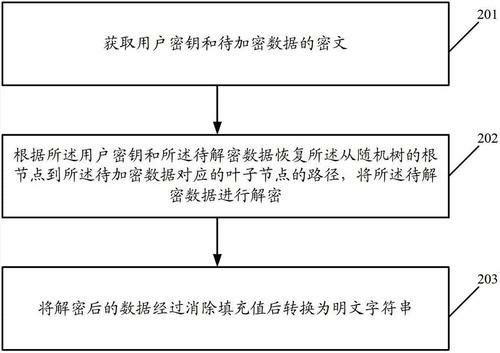 201
获取用户密钥和待加密数据的密文
202
根据所述用户密钥和所述待解密数据恢复所述从随机树的根
节点到所述待加密数据对应的叶子节点的路径，将所述待解
密数据进行解密
203
将解密后的数据经过消除填充值后转换为明文字符串